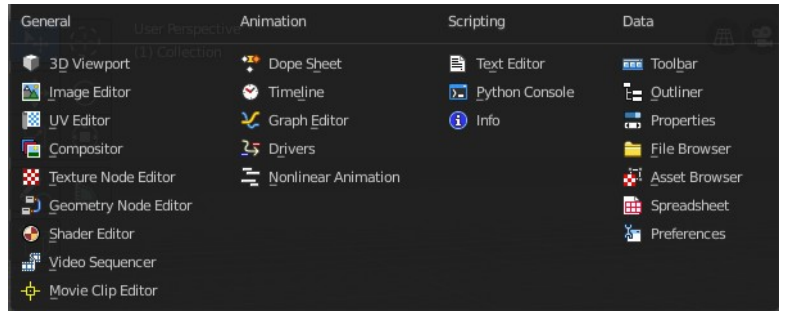 General
3D Viewport
Image Editor
UV Editor
Compositor
Texture Node Editor
Geometry Node Editor
Shader Editor
Video Sequencer
Movie Clip Editor
Animation
Dope Sheet
Timeline
Graph Editor
Drivers
Nonlinear Animation
Scripting
Text Editor
Python Console
Info
Data
Toolbar
Outliner
Properties
File Browser
Asset Browser
Spreadsheet
Preferences
User Perspective
(1) Collection